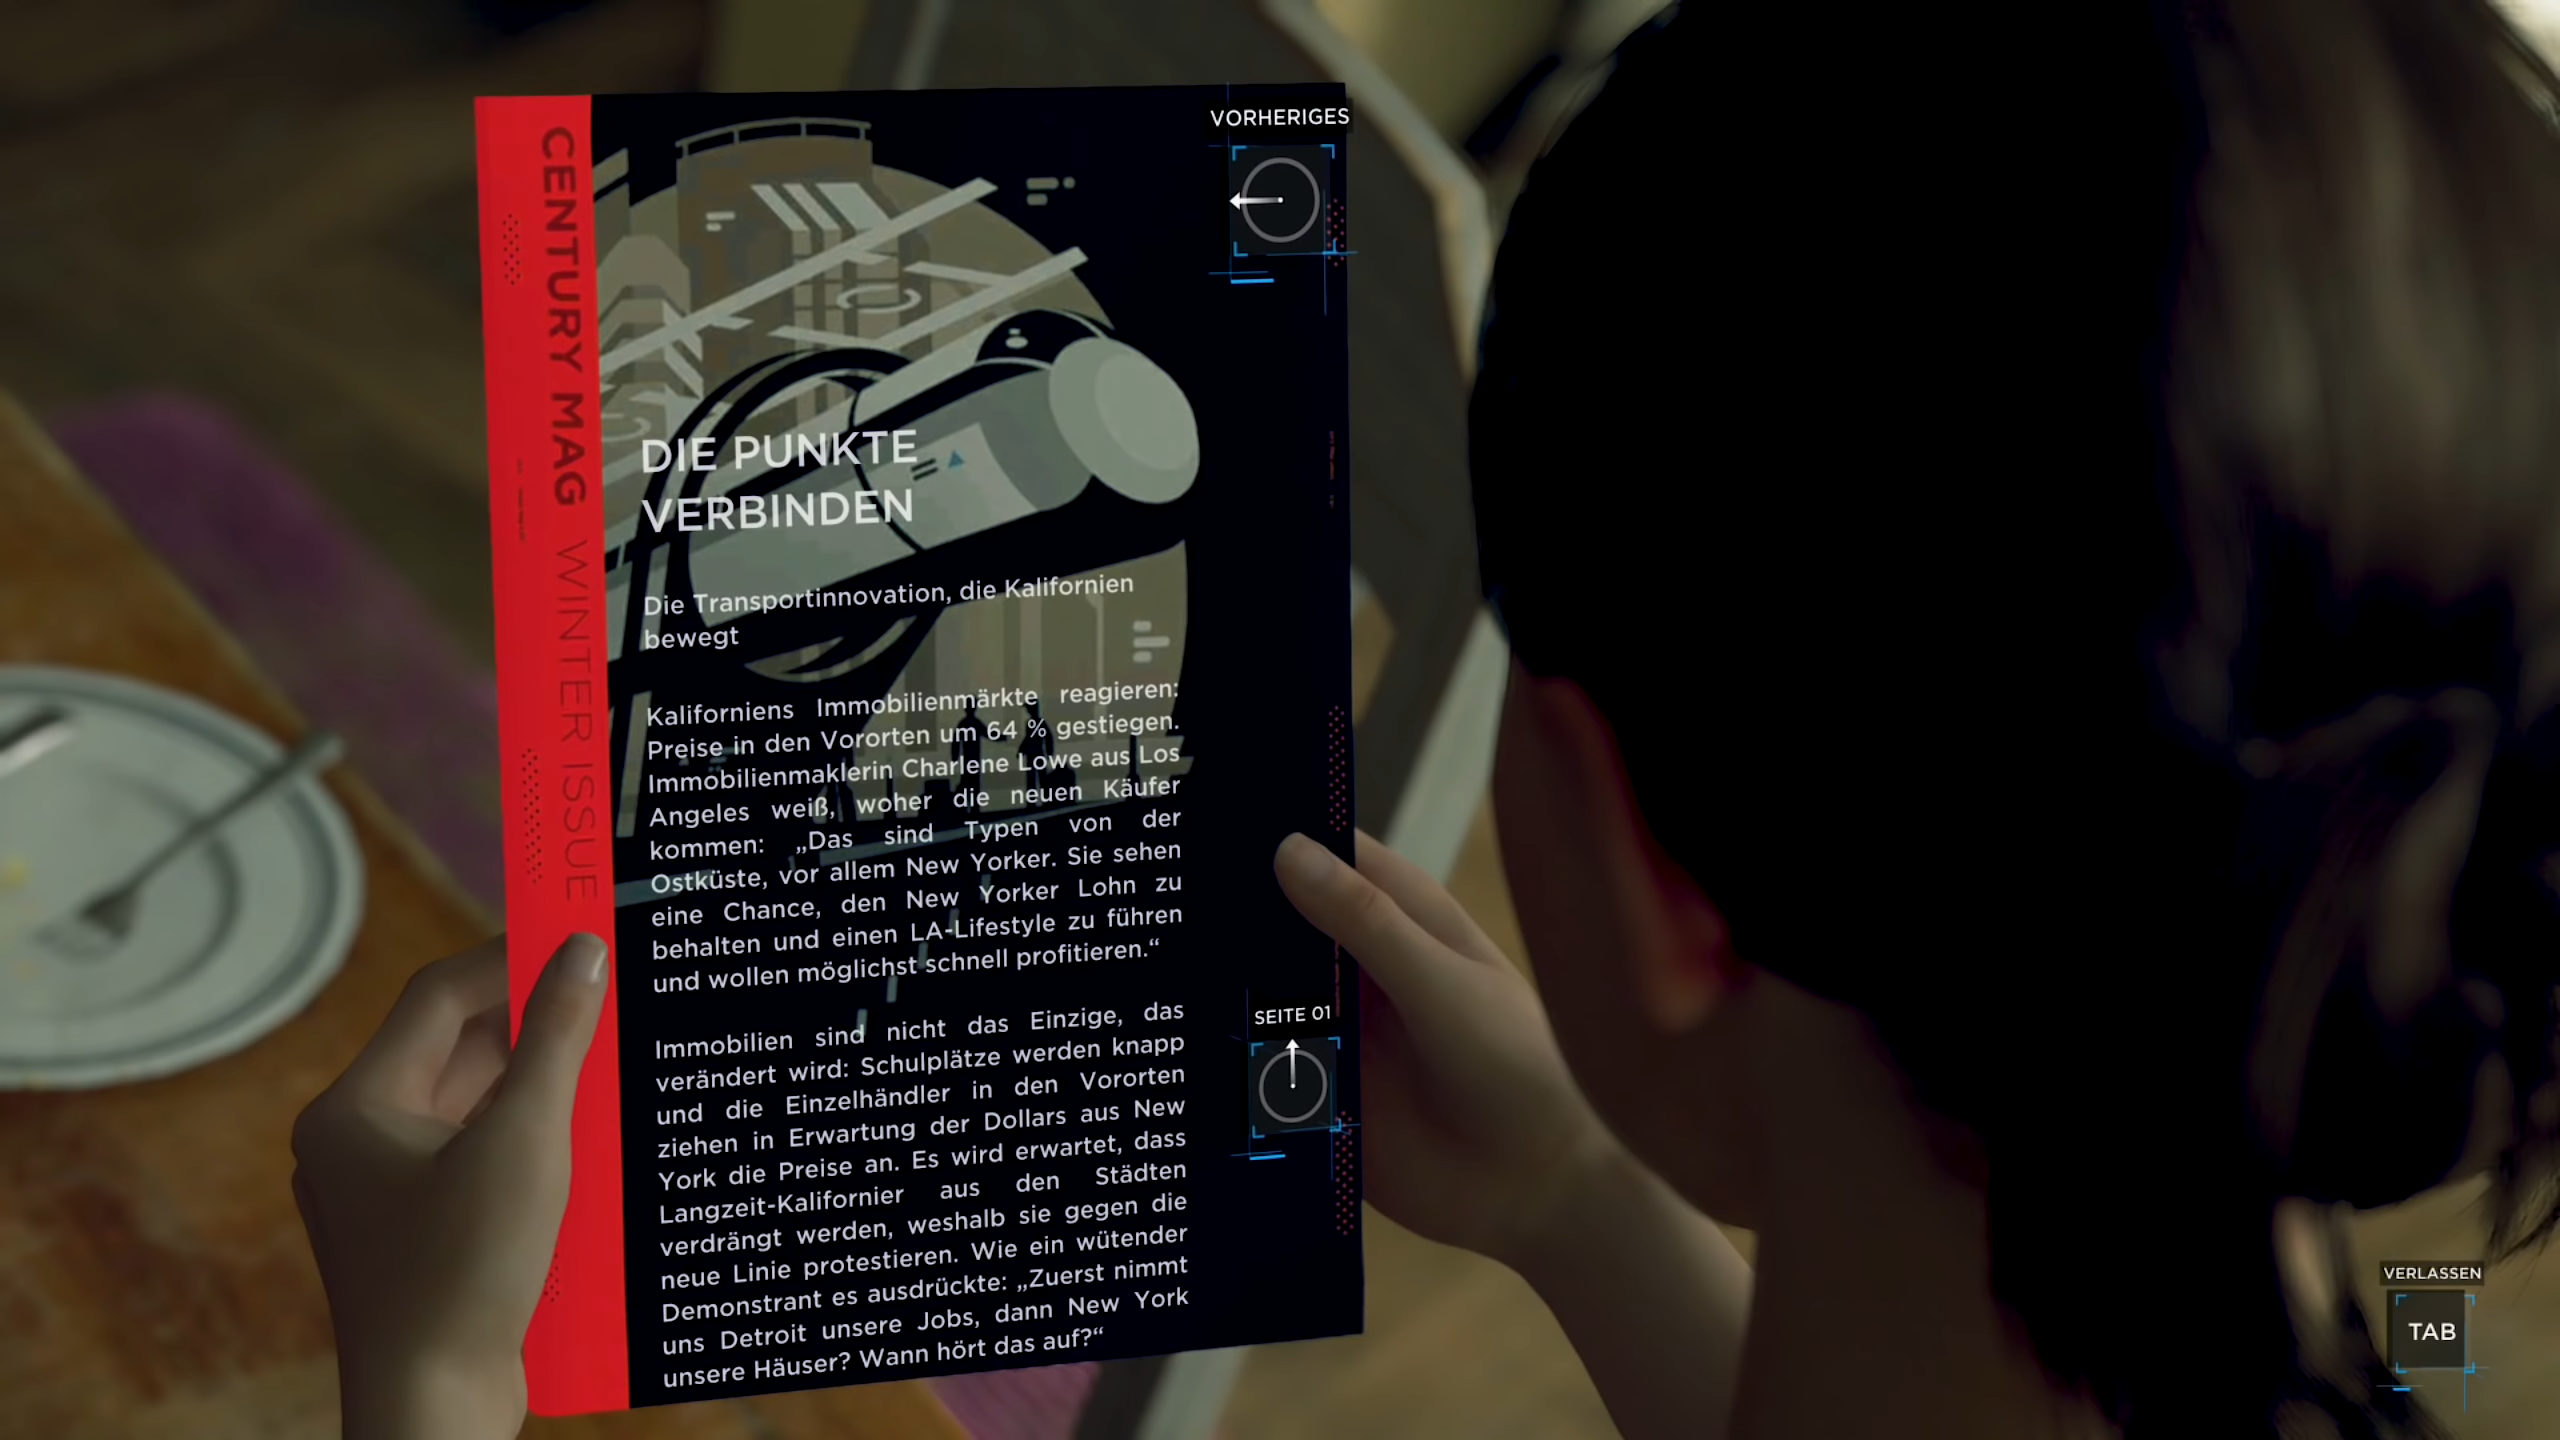 CENTURY MAG WINTER ISSUE
VORHERIGES
DIE PUNKTE
VERBINDEN
Die Transportinnovation, die Kalifornien
bewegt
Kaliforniens Immobilienmärkte reagieren:
Preise in den Vororten um 64 % gestiegen.
Immobilienmaklerin Charlene Lowe aus Los
Angeles weiß, woher die neuen Käufer
kommen: „Das sind Typen von der
Ostküste, vor allem New Yorker. Sie sehen
eine Chance, den New Yorker Lohn zu
behalten und einen LA-Lifestyle zu führen
und wollen möglichst schnell profitieren.“
Immobilien sind nicht das Einzige, das
verändert wird: Schulplätze werden knapp
und die Einzelhändler in den Vororten
ziehen in Erwartung der Dollars aus New
York die Preise an. Es wird erwartet, dass
Langzeit-Kalifornier aus den Städten
verdrängt werden, weshalb sie gegen die
neue Linie protestieren. Wie ein wütender
Demonstrant es ausdrückte: „Zuerst nimmt
uns Detroit unsere Jobs, dann New York
unsere Häuser? Wann hört das auf?“
SEITE 01
VERLASSEN
TAB